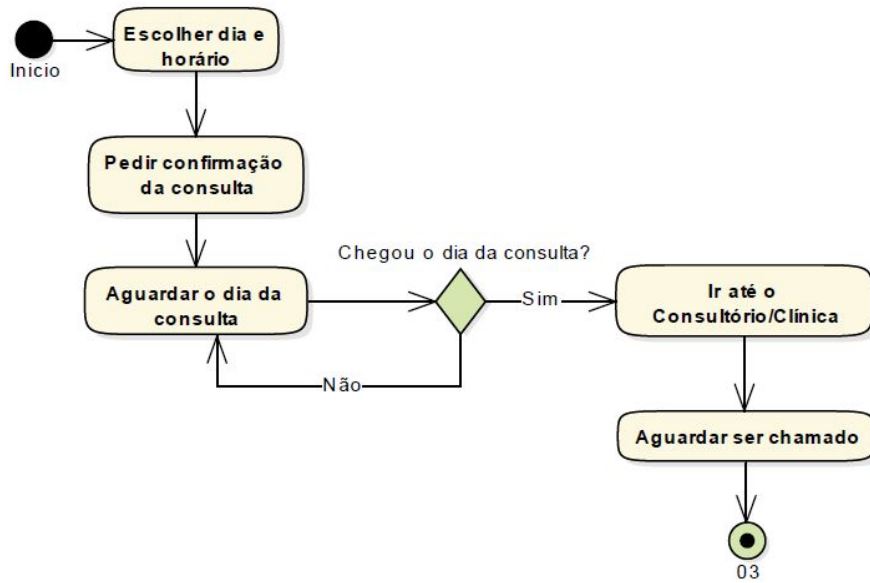 Escolher dia e
horário
Inicio
Pedir confirmação
da consulta
Chegou o dia da consulta?
Aguardar o dia da
consulta
Sim
Ir até o
Consultório/Clínica
Não
Aguardar ser chamado
03